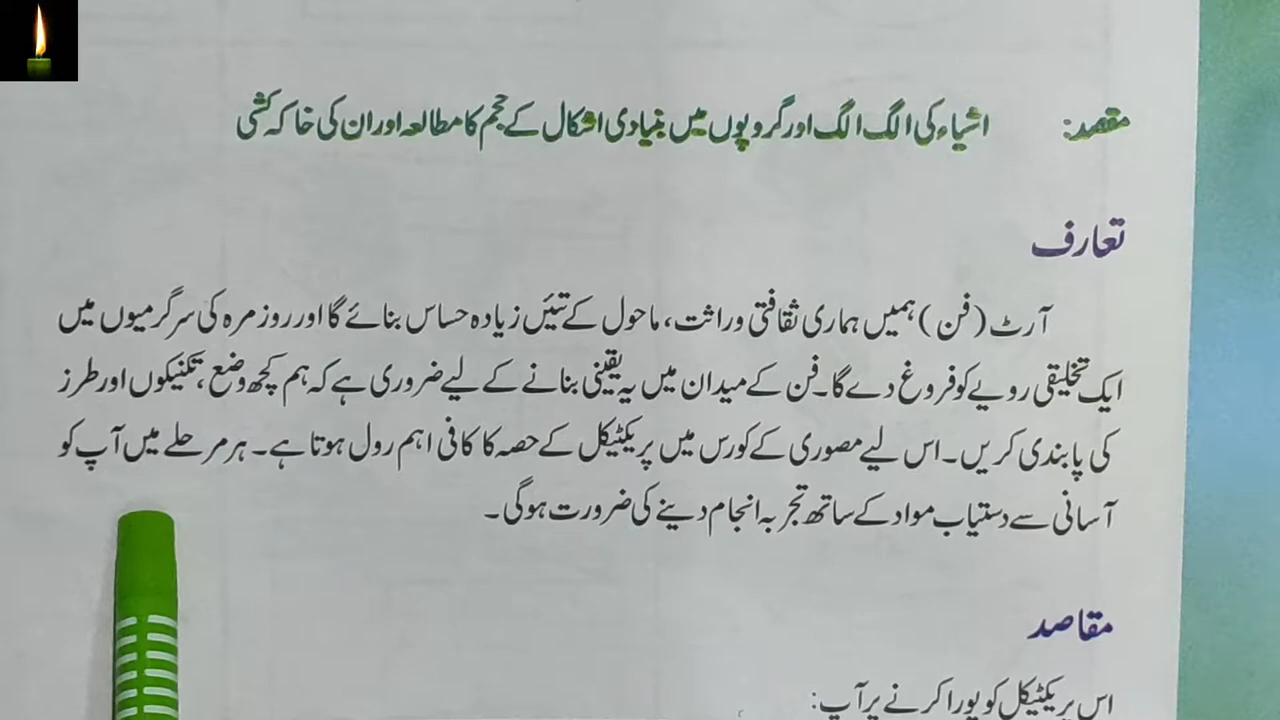 مقصد: اشیاء کی الگ الگ اور گروپوں میں بنیادی اشکال کے حجم کا مطالعہ اور ان کی خاکہ کشی
تعارف
آرٹ (فن) ہمیں ہماری ثقافتی وراثت، ماحول کے تئیں زیادہ حساس بنائے گا اور روز مرہ کی سرگرمیوں میں
ایک تخلیقی رویے کو فروغ دے گا۔ فن کے میدان میں یہ یقینی بنانے کے لیے ضروری ہے کہ ہم کچھ وضع، تکنیکوں اور طرز
کی پابندی کریں۔ اس لیے مصوری کے کورس میں پریکٹیکل کے حصہ کا کافی اہم رول ہوتا ہے۔ ہر مرحلے میں آپ کو
آسانی سے دستیاب مواد کے ساتھ تجربہ انجام دینے کی ضرورت ہوگی۔
مقاصد
اس پریکٹیکل کو پورا کرنے پر آپ: